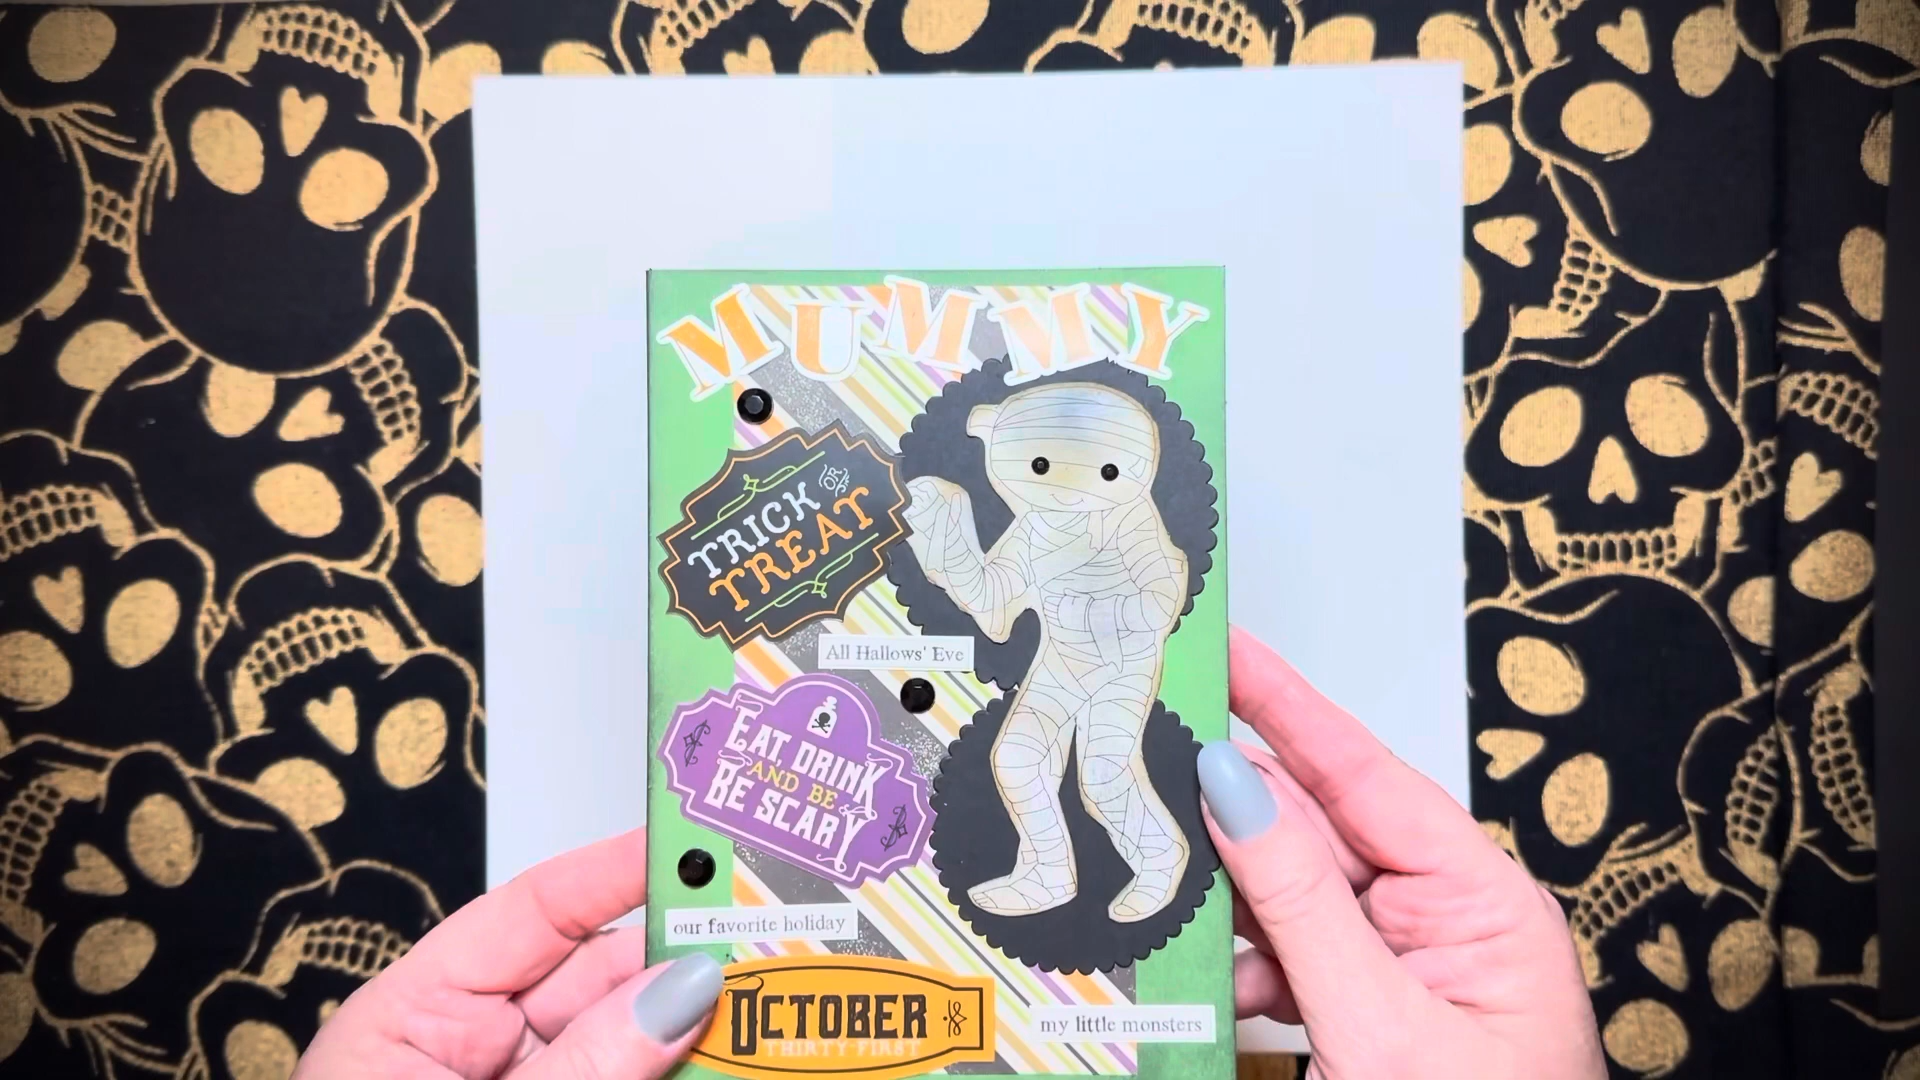 MUMMY
TRICK OR
TREAT
All Hallows' Eve
EAT, DRINK
AND BE
BE SCARY
our favorite holiday
OCTOBER
THIRTY-FIRST
my little monsters